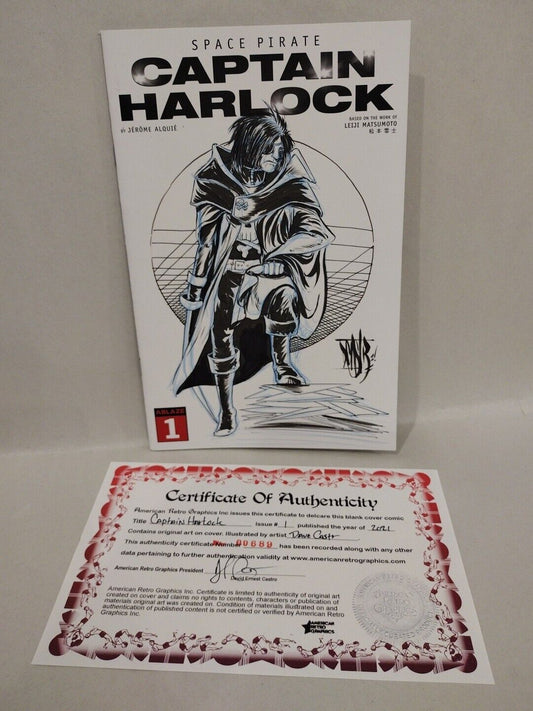 SPACE PIRATE
CAPTAIN
HARLOCK
BY JÉRÔME ALQUIÉ
BASED ON THE WORK OF
LEIJI MATSUMOTO
松本零士
ABLAZE
1
Certificate Of Authenticity
American Retro Graphics Inc issues this certificate to delcare this blank cover comic
Title Captain Harlock Issue # 1 published the year of 2021
Contains original art on cover, illustrated by artist Dave Castr
This authenticity certificate Number 00889 has been recorded along with any other
data pertaining to further authentication validity at www.americanretrographics.com
American Retro Graphics President
David Ernest Castro
American Retro Graphics Inc. Certificate is limited to authenticity of original art
created on cover and claims no rights to contents, characters or publication of
materials original art was created on. Condition of materials illustrated on and
authentication of published content is not certified or verified by American Retro
Graphics Inc.
AMERICAN
RETRO
GRAPHICS